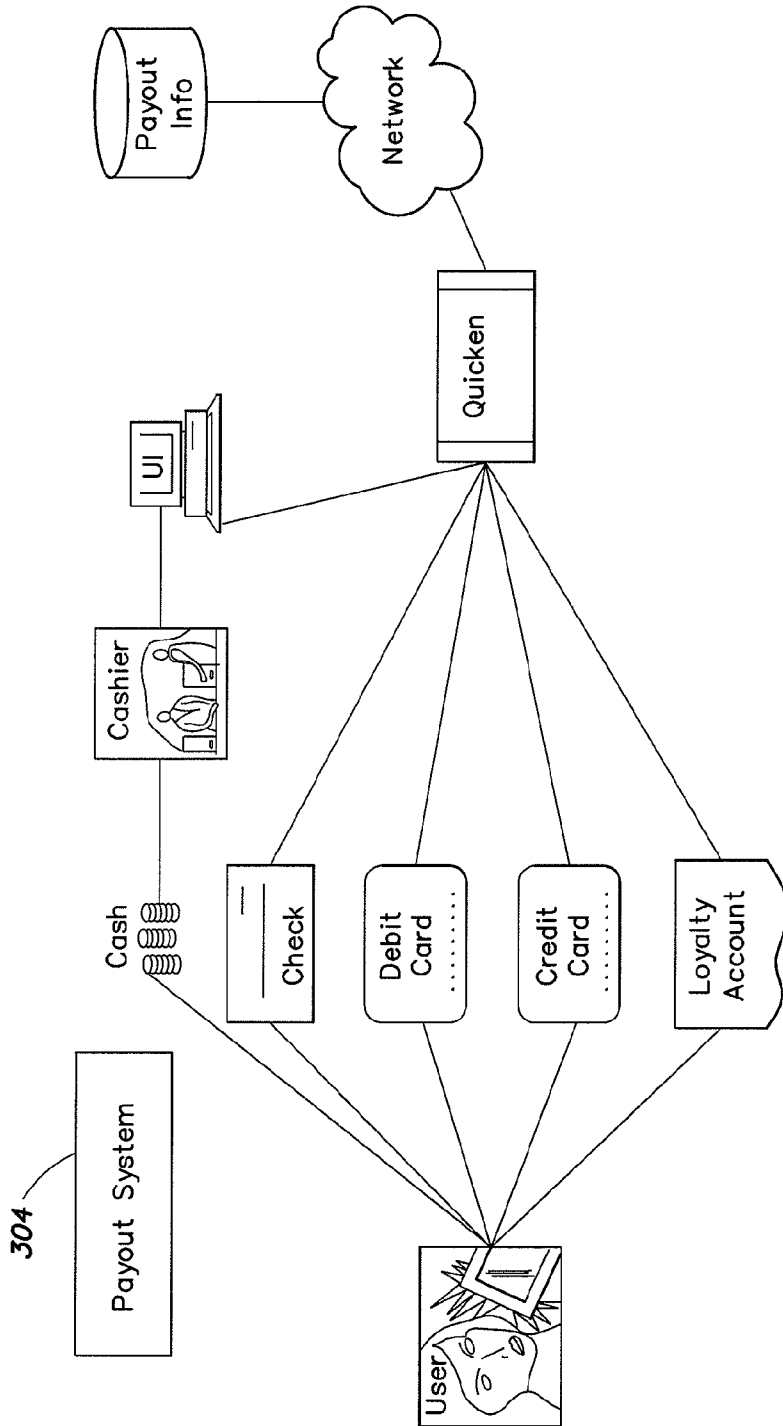 304
Payout System
User
Cash
Check
Debit
Card
Credit
Card
Loyalty
Account
Cashier
UI
Quicken
Network
Payout
Info